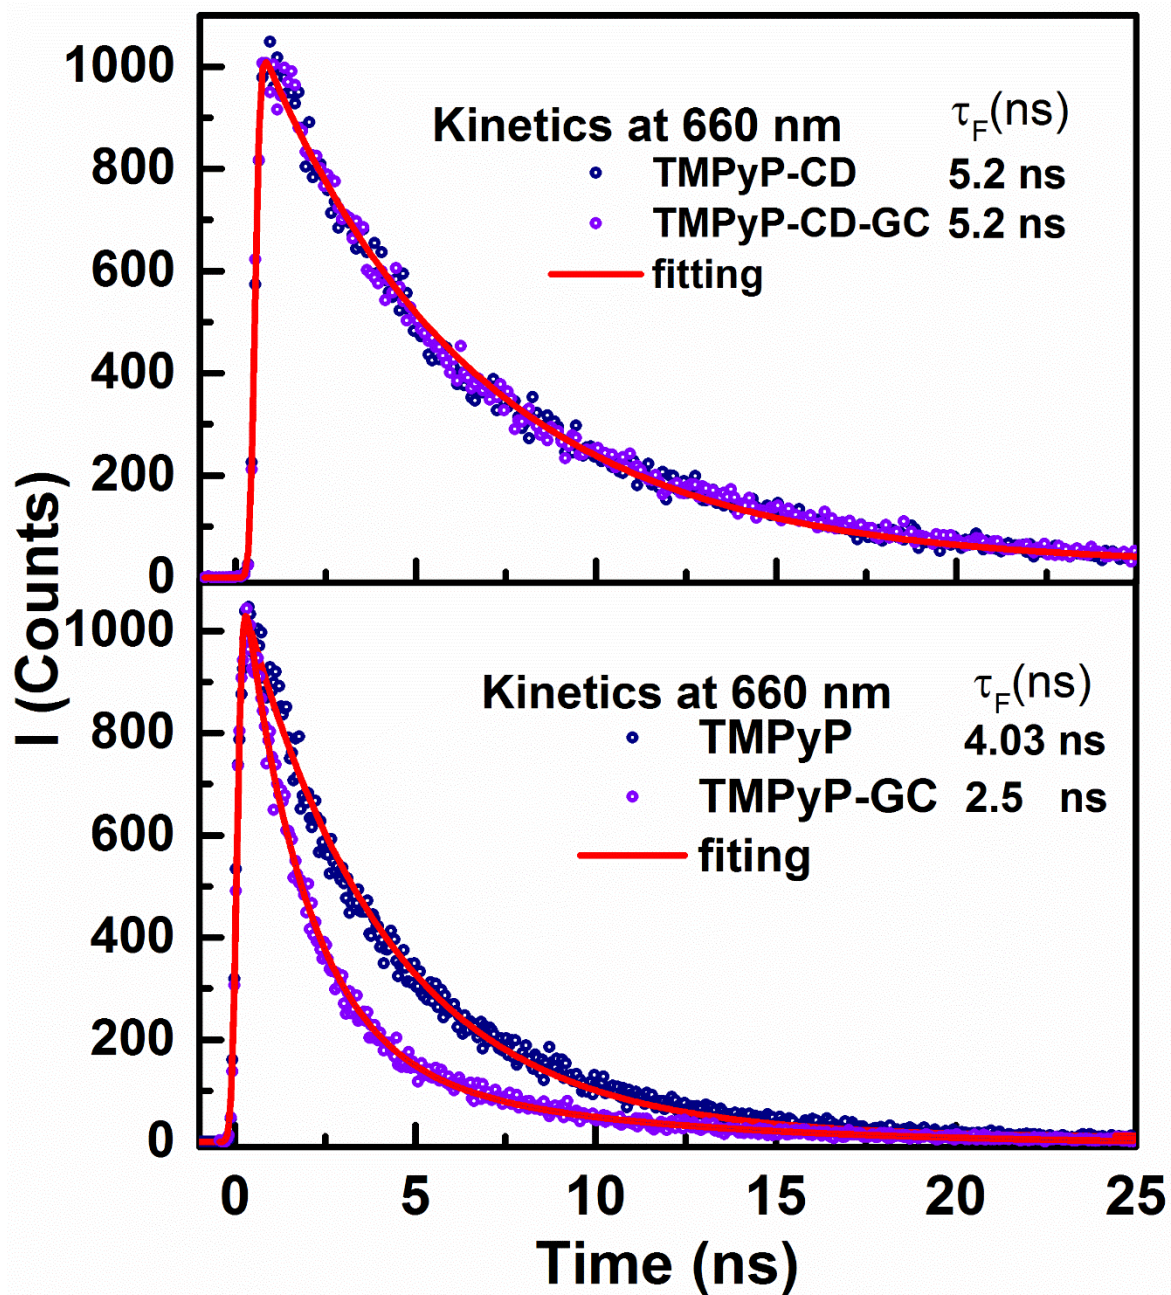 I (Counts)
1000
800
600
400
200
0
Kinetics at 660 nm τF(ns)
TMPyP-CD 5.2 ns
TMPyP-CD-GC 5.2 ns
fitting
1000
800
600
400
200
0
Kinetics at 660 nm τF(ns)
TMPyP 4.03 ns
TMPyP-GC 2.5 ns
fiting
0 5 10 15 20 25
Time (ns)